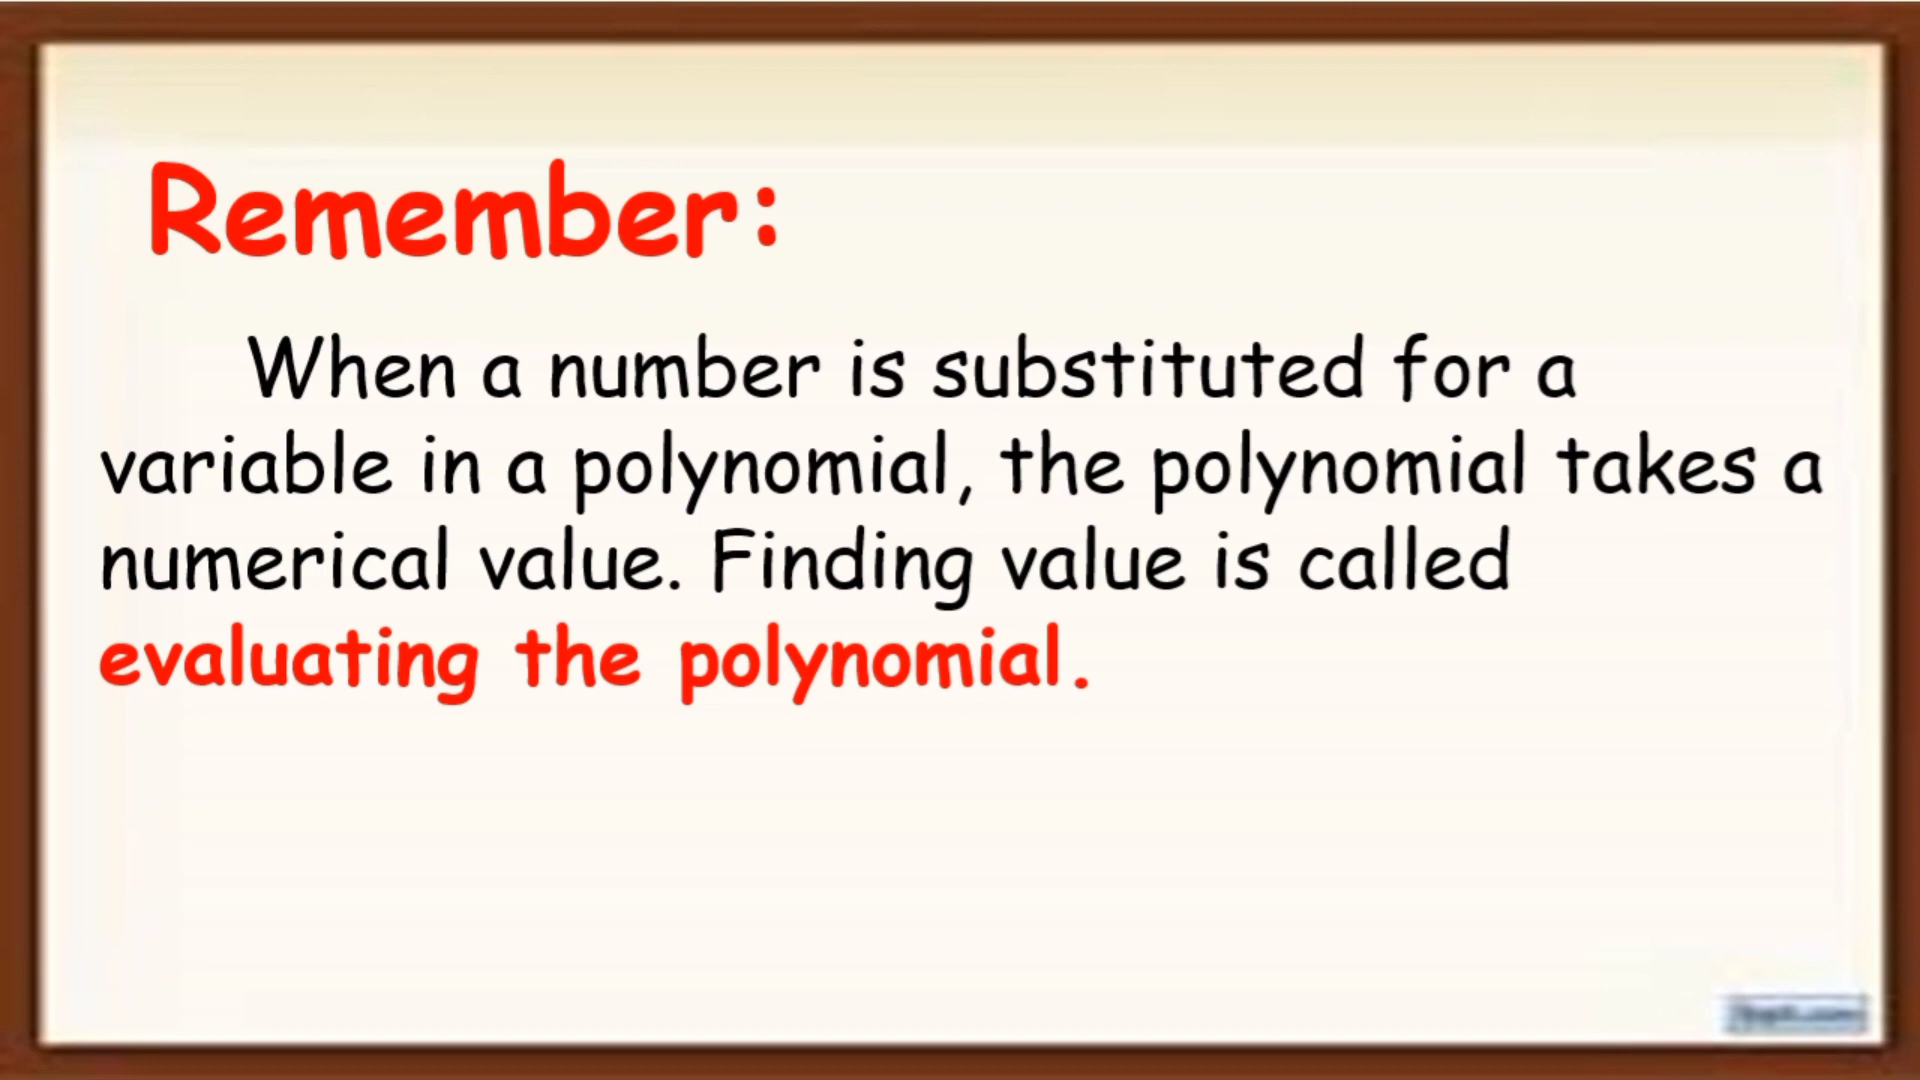 Remember:
When a number is substituted for a
variable in a polynomial, the polynomial takes a
numerical value. Finding value is called
evaluating the polynomial.